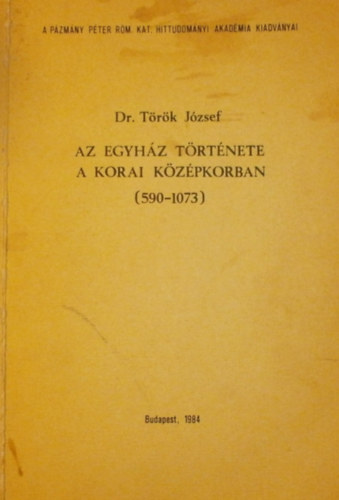 A PÁZMÁNY PÉTER RÓM. KAT. HITTUDOMÁNYI AKADÉMIA KIADVÁNYAI
Dr. Török József
AZ EGYHÁZ TÖRTÉNETE
A KORAI KÖZÉPKORBAN
(590-1073)
Budapest, 1984